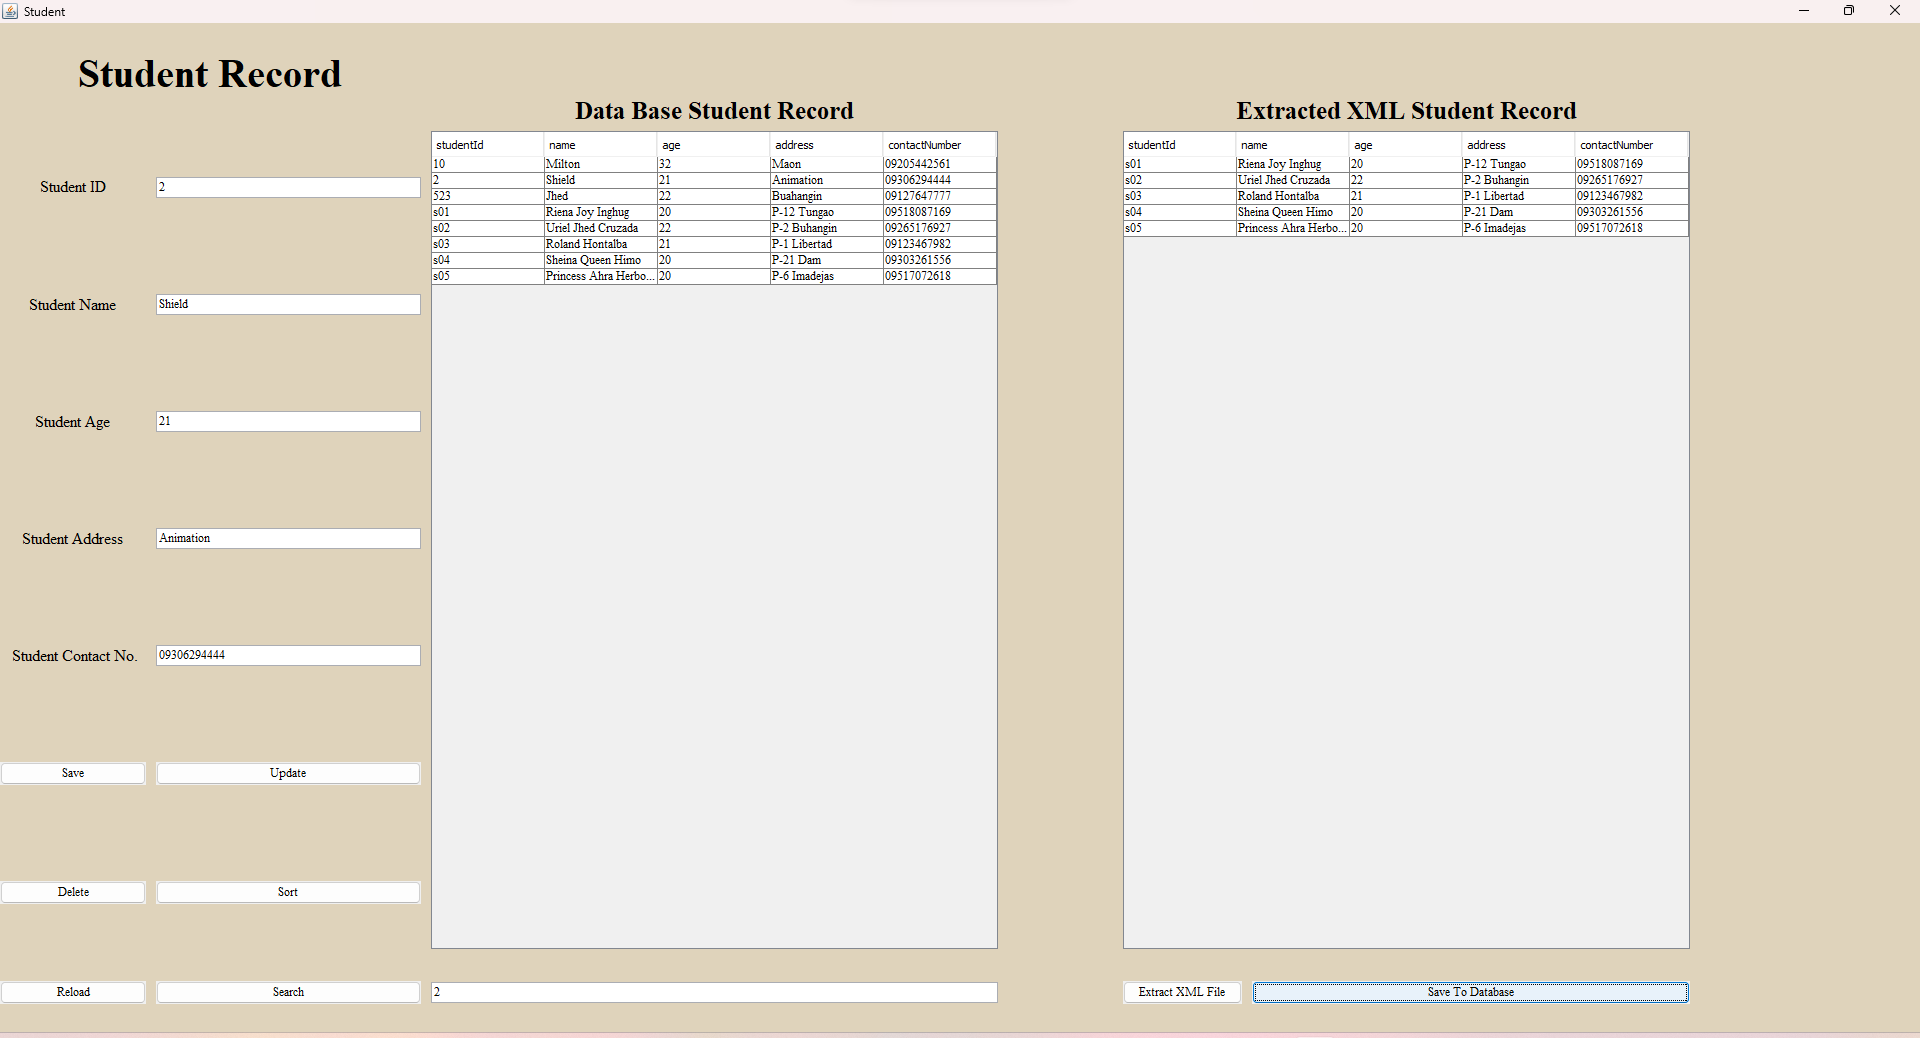 Student
Student Record
Data Base Student Record
Extracted XML Student Record
Student ID
2
Student Name
Shield
Student Age
21
Student Address
Animation
Student Contact No.
09306294444
Save
Update
Delete
Sort
Reload
Search
studentId name age address contactNumber
10 Milton 32 Maon 09205442561
2 Shield 21 Animation 09306294444
523 Jhed 22 Buahangin 09127647777
s01 Riena Joy Inghug 20 P-12 Tungao 09518087169
s02 Uriel Jhed Cruzada 22 P-2 Buhangin 09265176927
s03 Roland Hontalba 21 P-1 Libertad 09123467982
s04 Sheina Queen Himo 20 P-21 Dam 09303261556
s05 Princess Ahra Herbo... 20 P-6 Imadejas 09517072618
2
studentId name age address contactNumber
s01 Riena Joy Inghug 20 P-12 Tungao 09518087169
s02 Uriel Jhed Cruzada 22 P-2 Buhangin 09265176927
s03 Roland Hontalba 21 P-1 Libertad 09123467982
s04 Sheina Queen Himo 20 P-21 Dam 09303261556
s05 Princess Ahra Herbo... 20 P-6 Imadejas 09517072618
Extract XML File
Save To Database